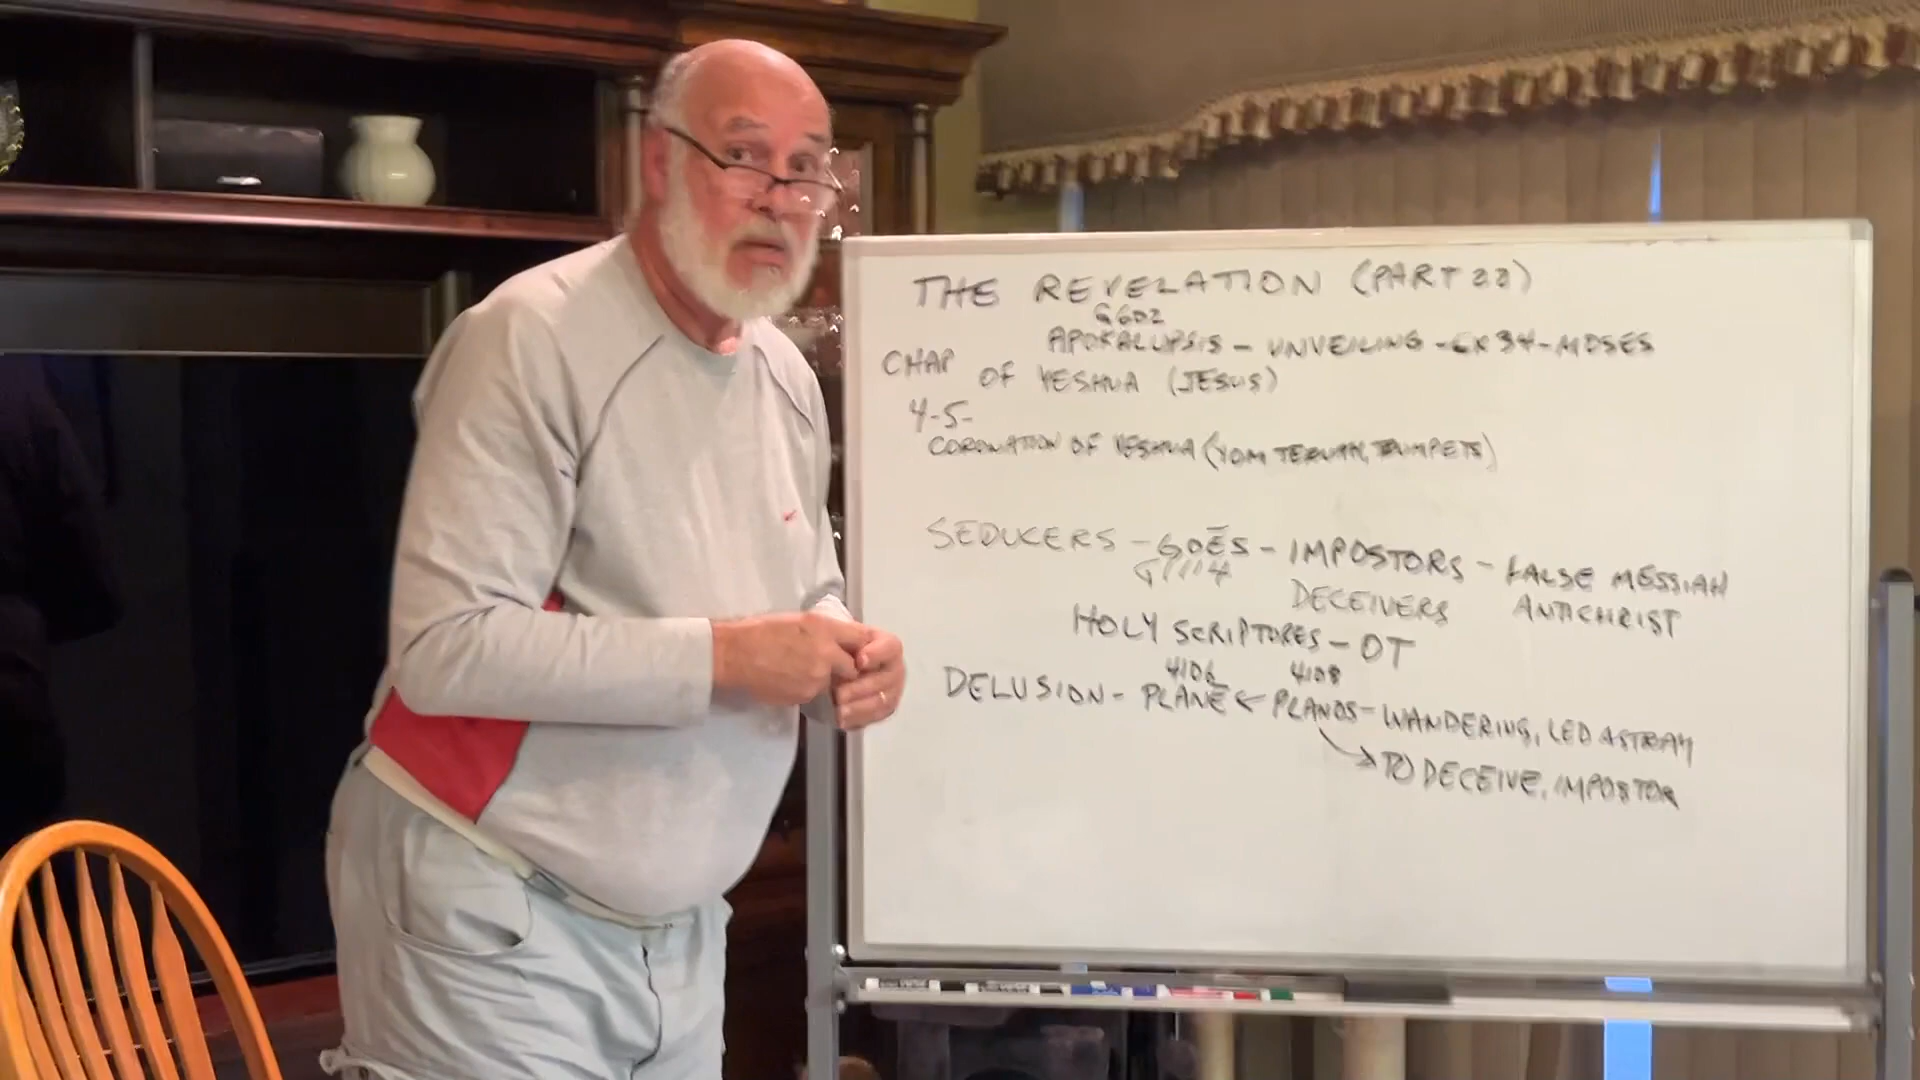 THE REVELATION (PART 22)
G602
APOKALUPSIS - UNVEILING - EX 34 - MOSES
CHAP OF YESHUA (JESUS)
4-5-
CORONATION OF YESHUA (YOM TERUAH, TRUMPETS)
SEDUCERS - GOĒS - IMPOSTORS - FALSE MESSIAH
G1114 DECEIVERS ANTICHRIST
HOLY SCRIPTURES - OT
4106 4108
DELUSION - PLANE < PLANOS - WANDERING, LED ASTRAY
TO DECEIVE, IMPOSTOR